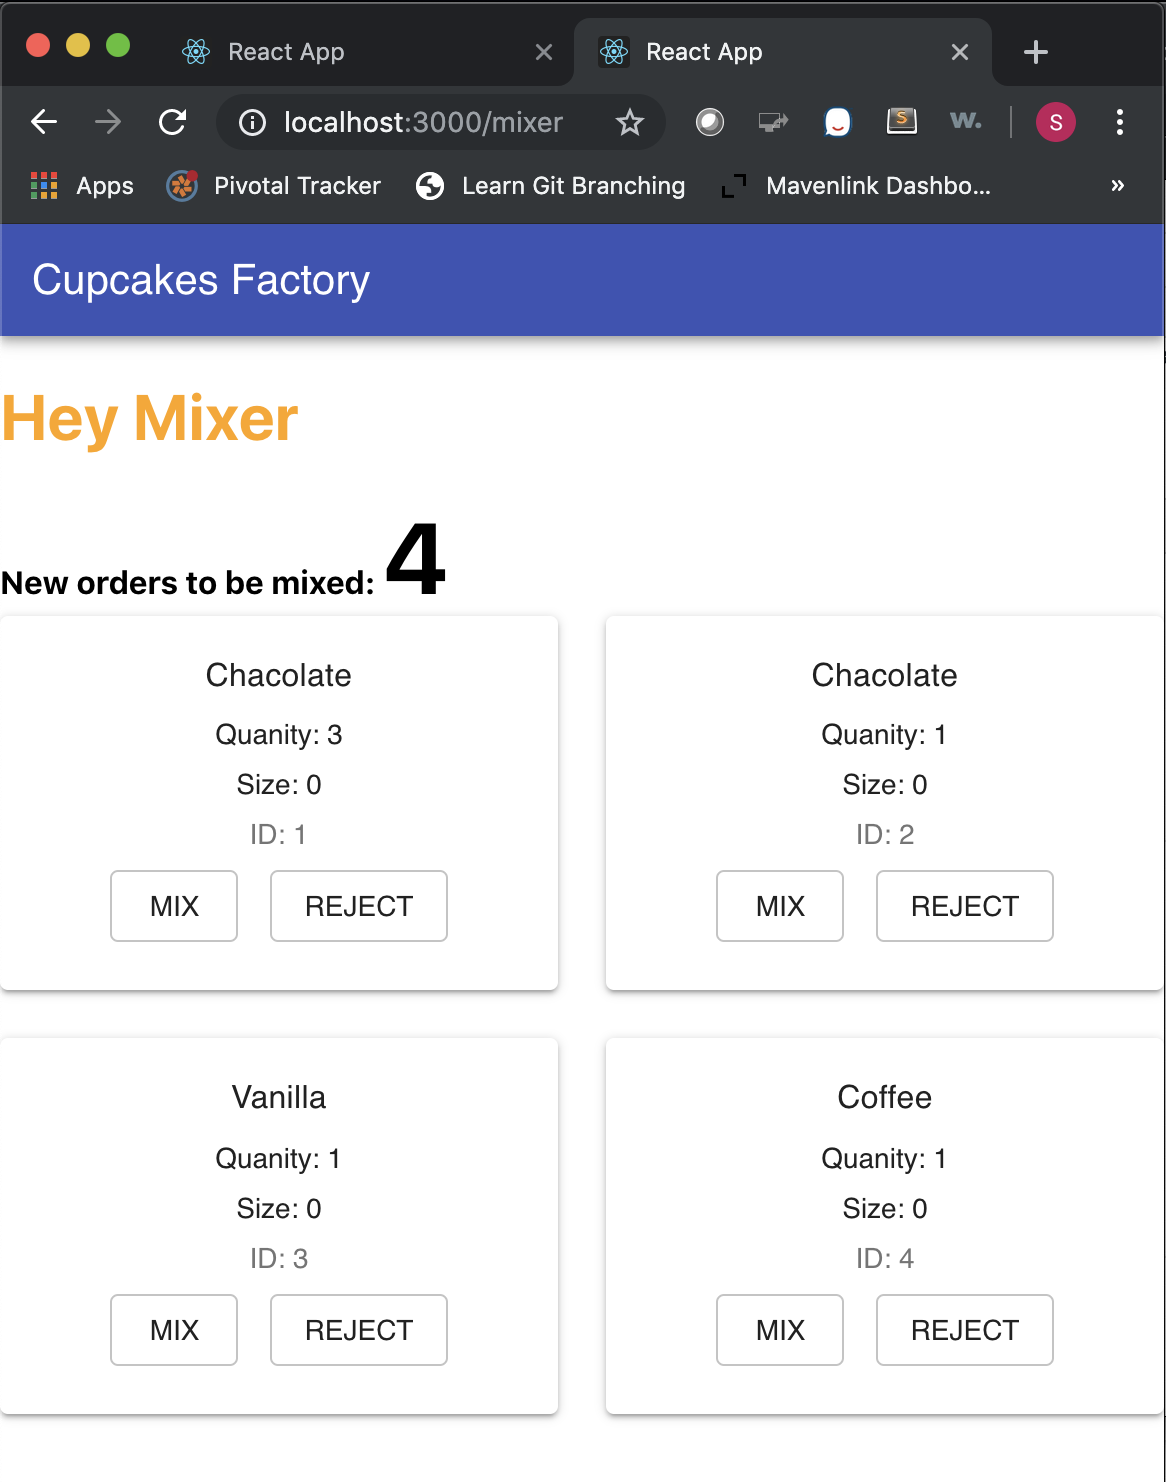 React App React App
localhost:3000/mixer S W. S
Apps Pivotal Tracker Learn Git Branching Mavenlink Dashbo... »
Cupcakes Factory
Hey Mixer
New orders to be mixed: 4
Chacolate
Quanity: 3
Size: 0
ID: 1
MIX REJECT
Chacolate
Quanity: 1
Size: 0
ID: 2
MIX REJECT
Vanilla
Quanity: 1
Size: 0
ID: 3
MIX REJECT
Coffee
Quanity: 1
Size: 0
ID: 4
MIX REJECT